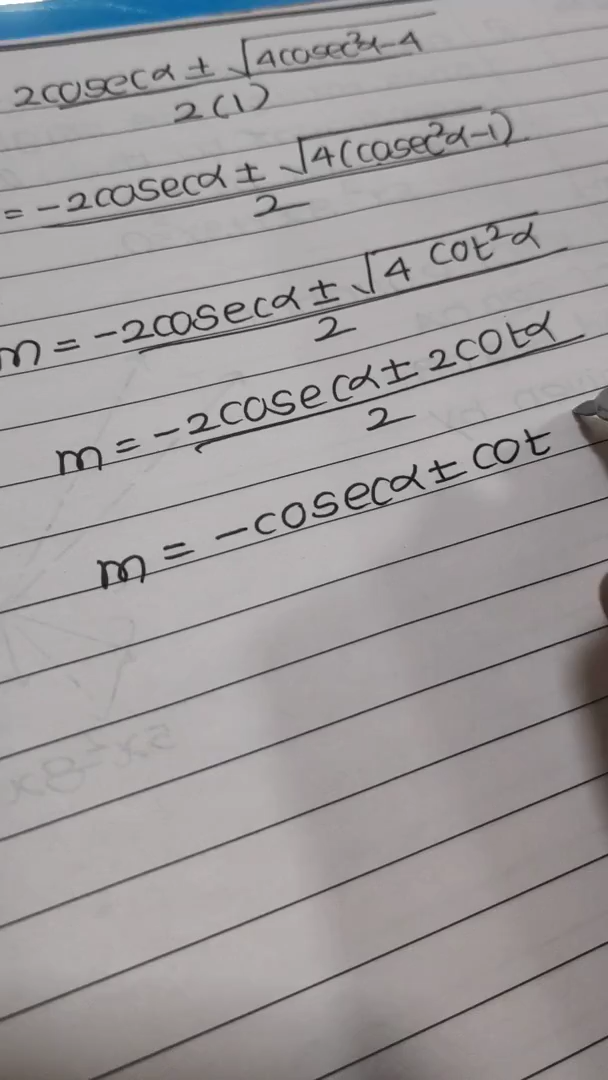 2cosecα ± √4cosec²α-4
2(1)
= -2cosecα ± √4(cosec²α-1)
2
m = -2cosecα ± √4 cot²α
2
m = -2cosecα ± 2cotα
2
m = -cosecα ± cot